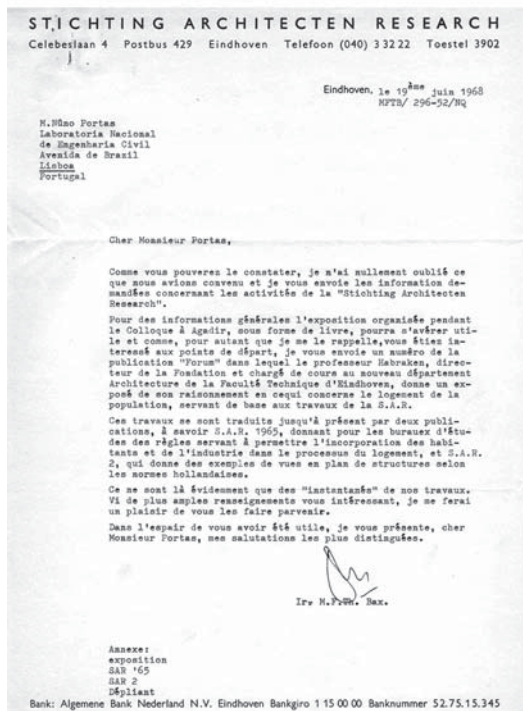 STICHTING ARCHITECTEN RESEARCH
Celebeslaan 4 Postbus 429 Eindhoven Telefoon (040) 3 32 22 Toestel 3902
Eindhoven, le 19ème juin 1968
MFTB/ 296-52/NQ
M.Nûno Portas
Laboratoria Nacional
de Engenharia Civil
Avenida de Brazil
Lisboa
Portugal
Cher Monsieur Portas,
Comme vous pouverez le constater, je n'ai nullement oublié ce
que nous avions convenu et je vous envoie les information de-
mandées concernant les activités de la "Stichting Architecten
Research".
Pour des informations générales l'exposition organisée pendant
le Colloque à Agadir, sous forme de livre, pourra s'avérer uti-
le et comme, pour autant que je me le rappelle,vous étiez in-
teressé aux points de départ, je vous envoie un numéro de la
publication "Forum" dans lequel le professeur Habraken, direc-
teur de la Fondation et chargé de cours au nouveau département
Architecture de la Faculté Technique d'Eindhoven, donne un ex-
posé de son raisonnement en cequi concerne le logement de la
population, servant de base aux travaux de la S.A.R.
Ces travaux se sont traduits jusqu'à présent par deux publi-
cations, à savoir S.A.R. 1965, donnant pour les burauex d'étu-
des des règles servant à permettre l'incorporation des habi-
tants et de l'industrie dans le processus du logement, et S.A.R.
2, qui donne des exemples de vues en plan de structures selon
les normes hollandaises.
Ce ne sont là évidemment que des "instantanés" de nos travaux.
Vi de plus amples renseignements vous intéressant, je me ferai
un plaisir de vous les faire parvenir.
Dans l'espair de vous avoir été utile, je vous présente, cher
Monsieur Portas, mes salutations les plus distinguées.
Ir. M.F.Th. Bax.
Annexe:
exposition
SAR '65
SAR 2
Dépliant
Bank: Algemene Bank Nederland N.V. Eindhoven Bankgiro 1 15 00 00 Banknummer 52.75.15.345